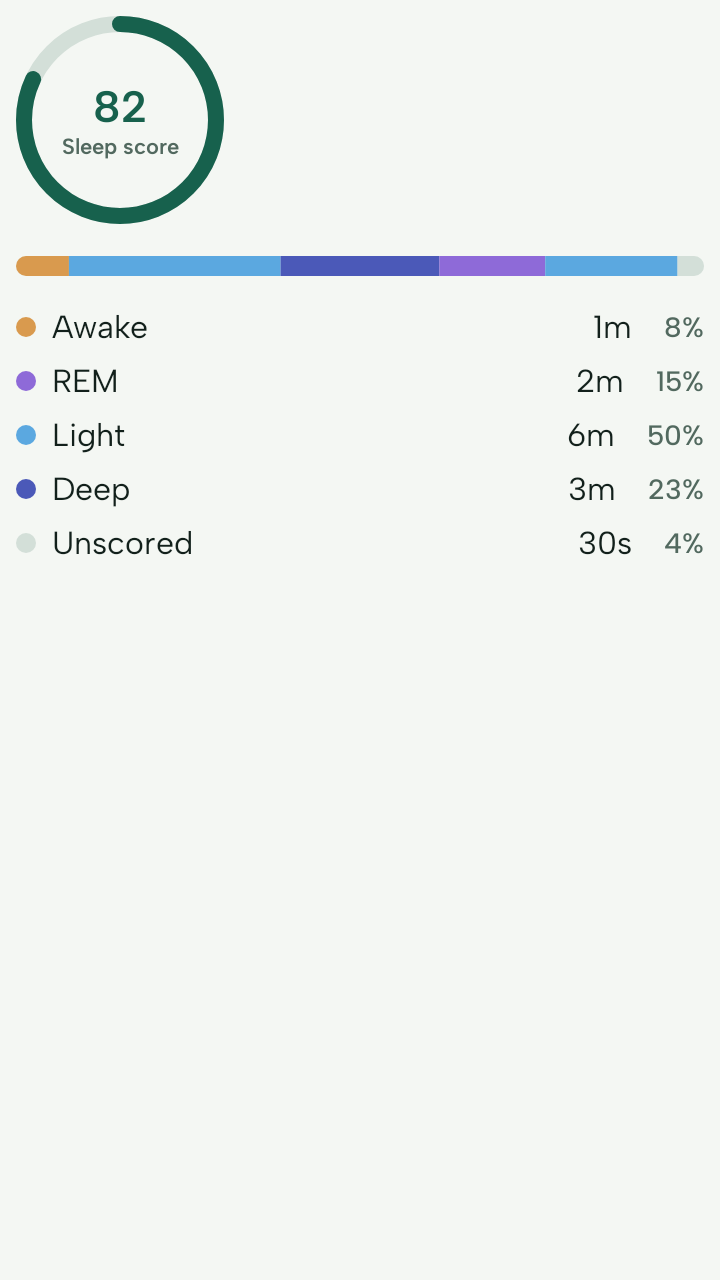 82
Sleep score
Awake 1m 8%
REM 2m 15%
Light 6m 50%
Deep 3m 23%
Unscored 30s 4%